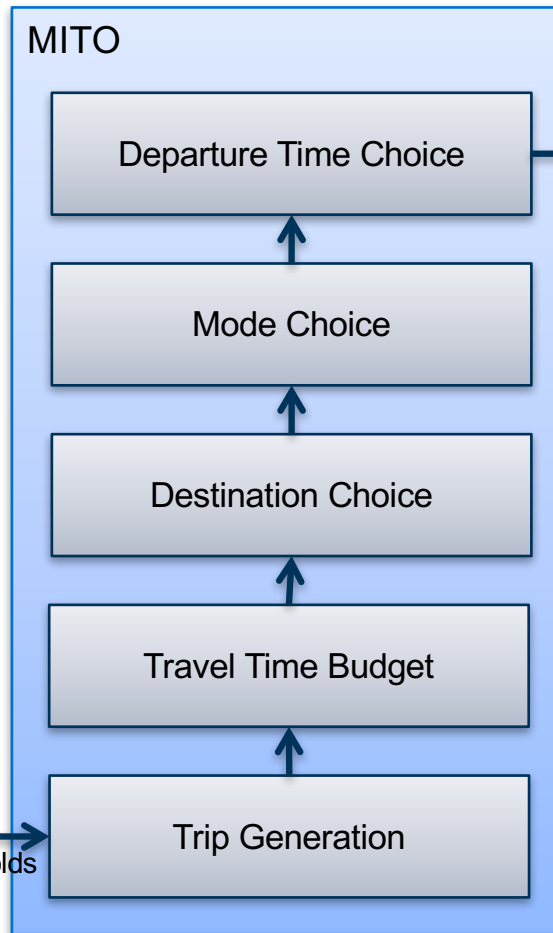 MITO
Departure Time Choice
Mode Choice
Destination Choice
Travel Time Budget
Trip Generation